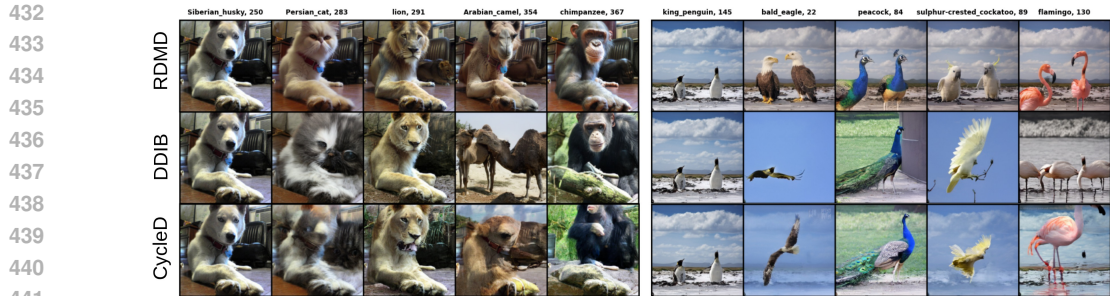 432
Siberian_husky, 250 Persian_cat, 283 lion, 291 Arabian_camel, 354 chimpanzee, 367 king_penguin, 145 bald_eagle, 22 peacock, 84 sulphur-crested_cockatoo, 89 flamingo, 130
433
RDMD
434
435
436
DDIB
437
438
439
CycleD
440
441